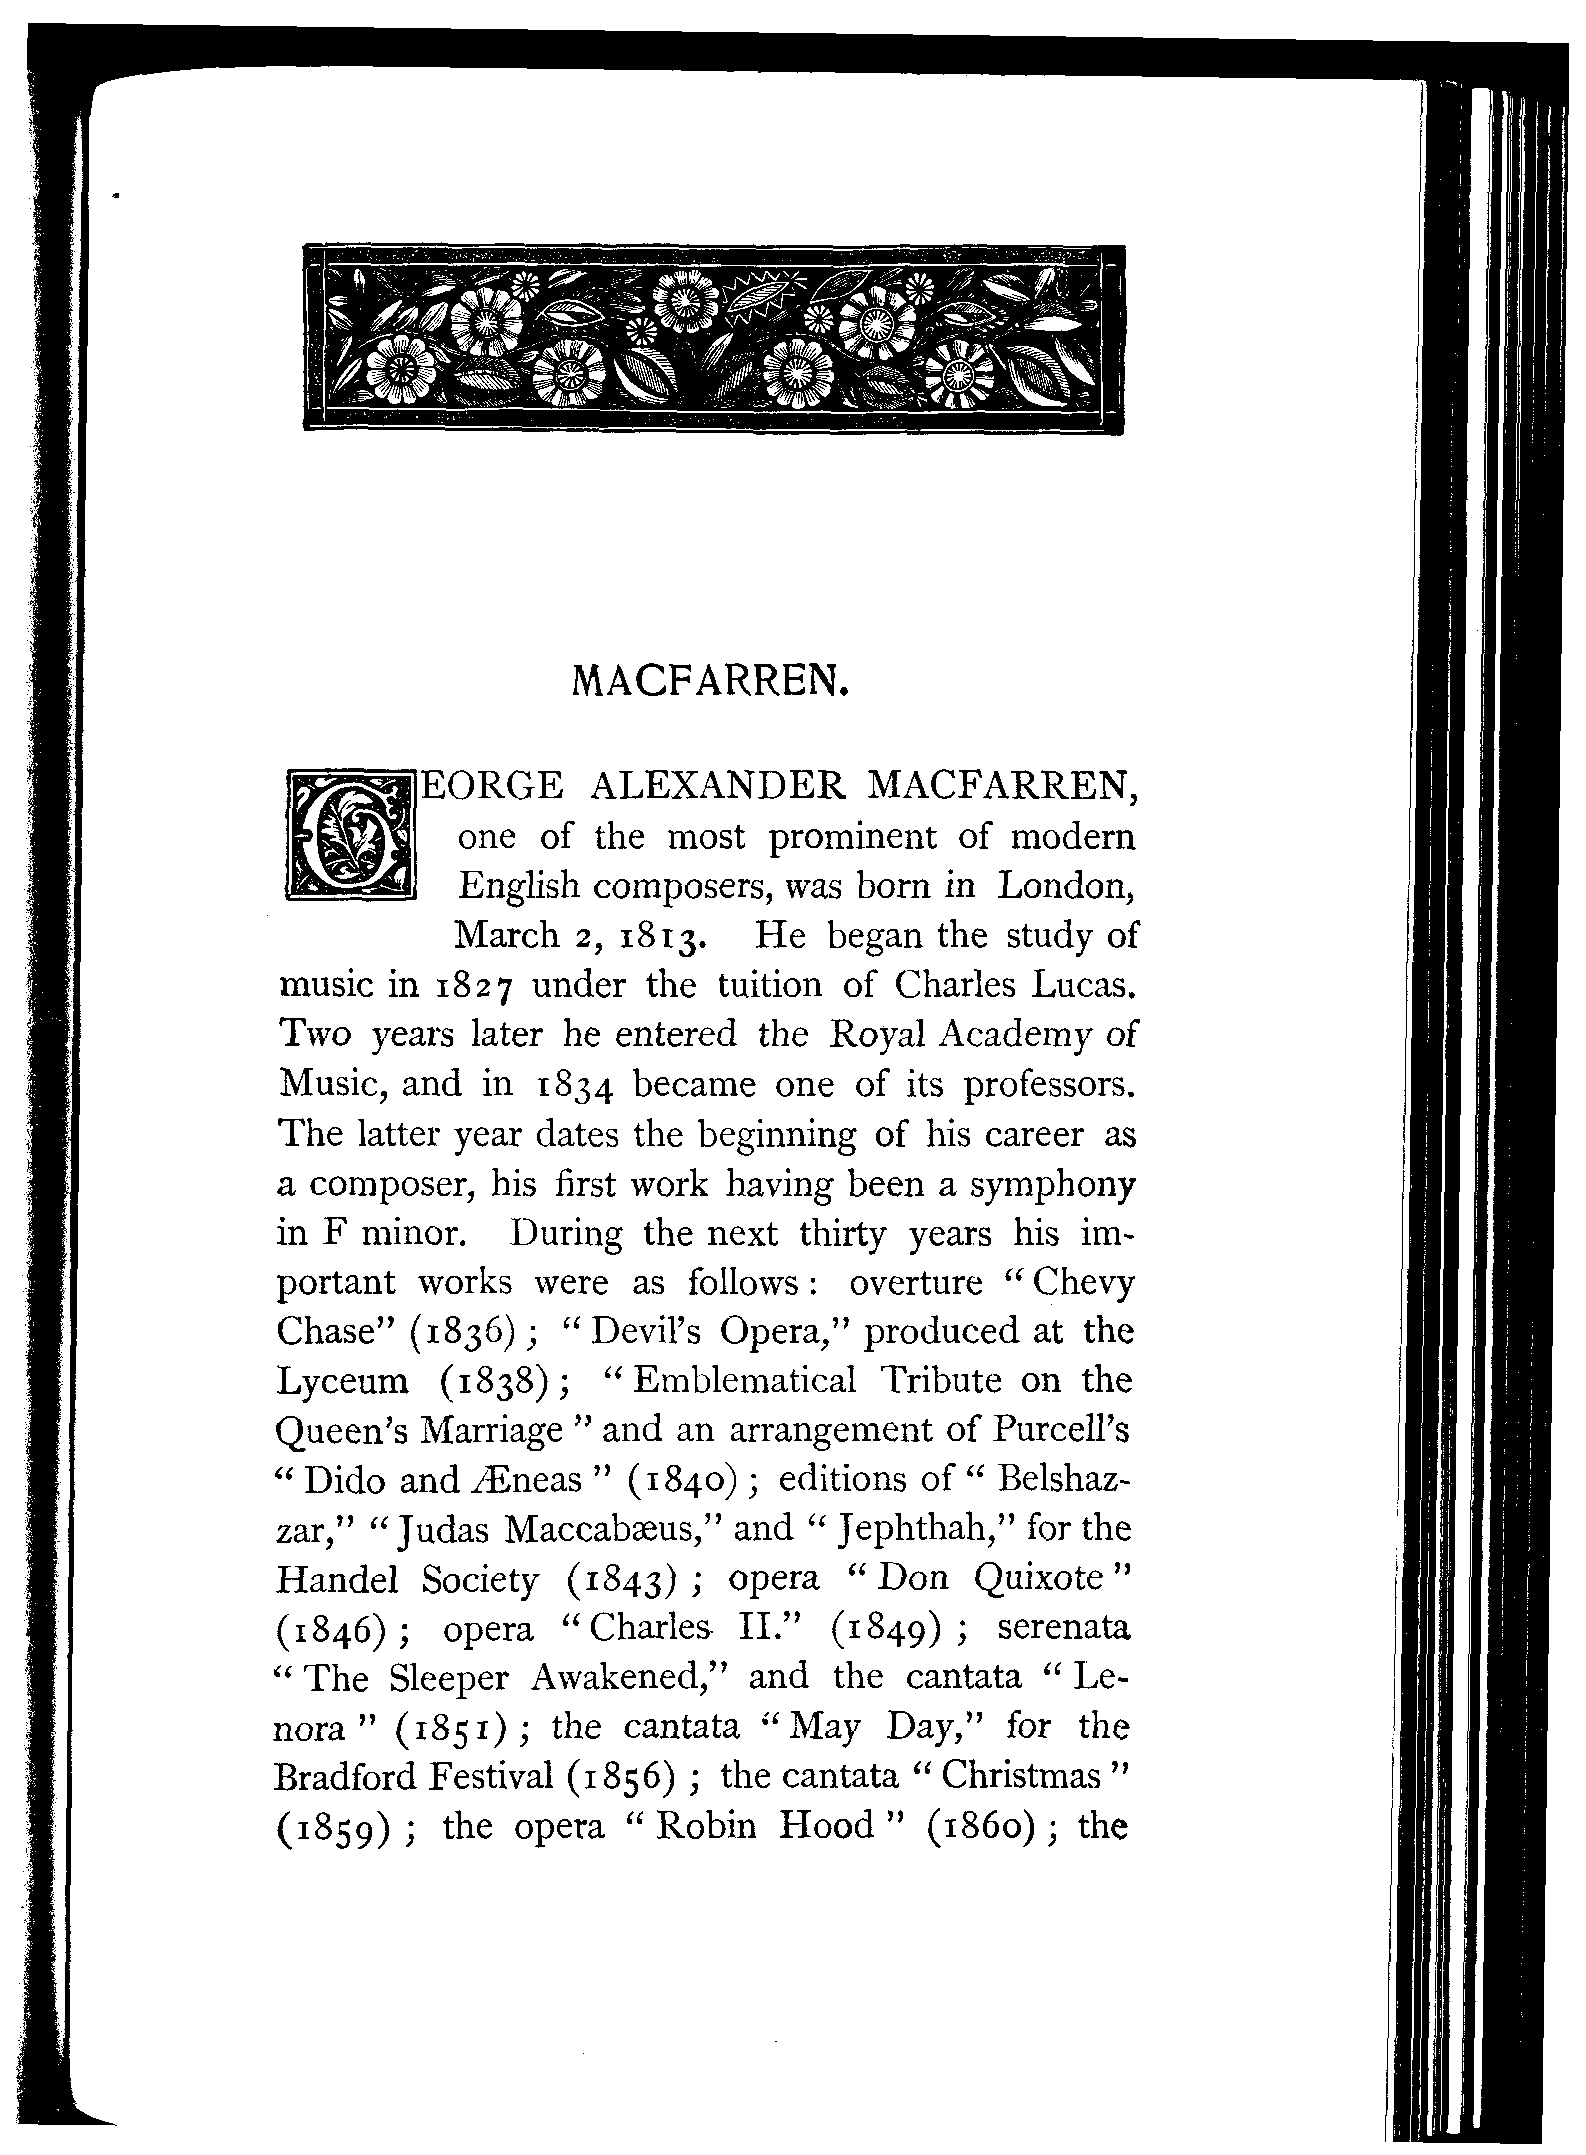 MACFARREN.
GEORGE ALEXANDER MACFARREN,
one of the most prominent of modern
English composers, was born in London,
March 2, 1813. He began the study of
music in 1827 under the tuition of Charles Lucas.
Two years later he entered the Royal Academy of
Music, and in 1834 became one of its professors.
The latter year dates the beginning of his career as
a composer, his first work having been a symphony
in F minor. During the next thirty years his im-
portant works were as follows: overture “Chevy
Chase” (1836); “Devil’s Opera,” produced at the
Lyceum (1838); “Emblematical Tribute on the
Queen’s Marriage” and an arrangement of Purcell’s
“Dido and Æneas” (1840); editions of “Belshaz-
zar,” “Judas Maccabæus,” and “Jephthah,” for the
Handel Society (1843); opera “Don Quixote”
(1846); opera “Charles II.” (1849); serenata
“The Sleeper Awakened,” and the cantata “Le-
nora” (1851); the cantata “May Day,” for the
Bradford Festival (1856); the cantata “Christmas”
(1859); the opera “Robin Hood” (1860); the